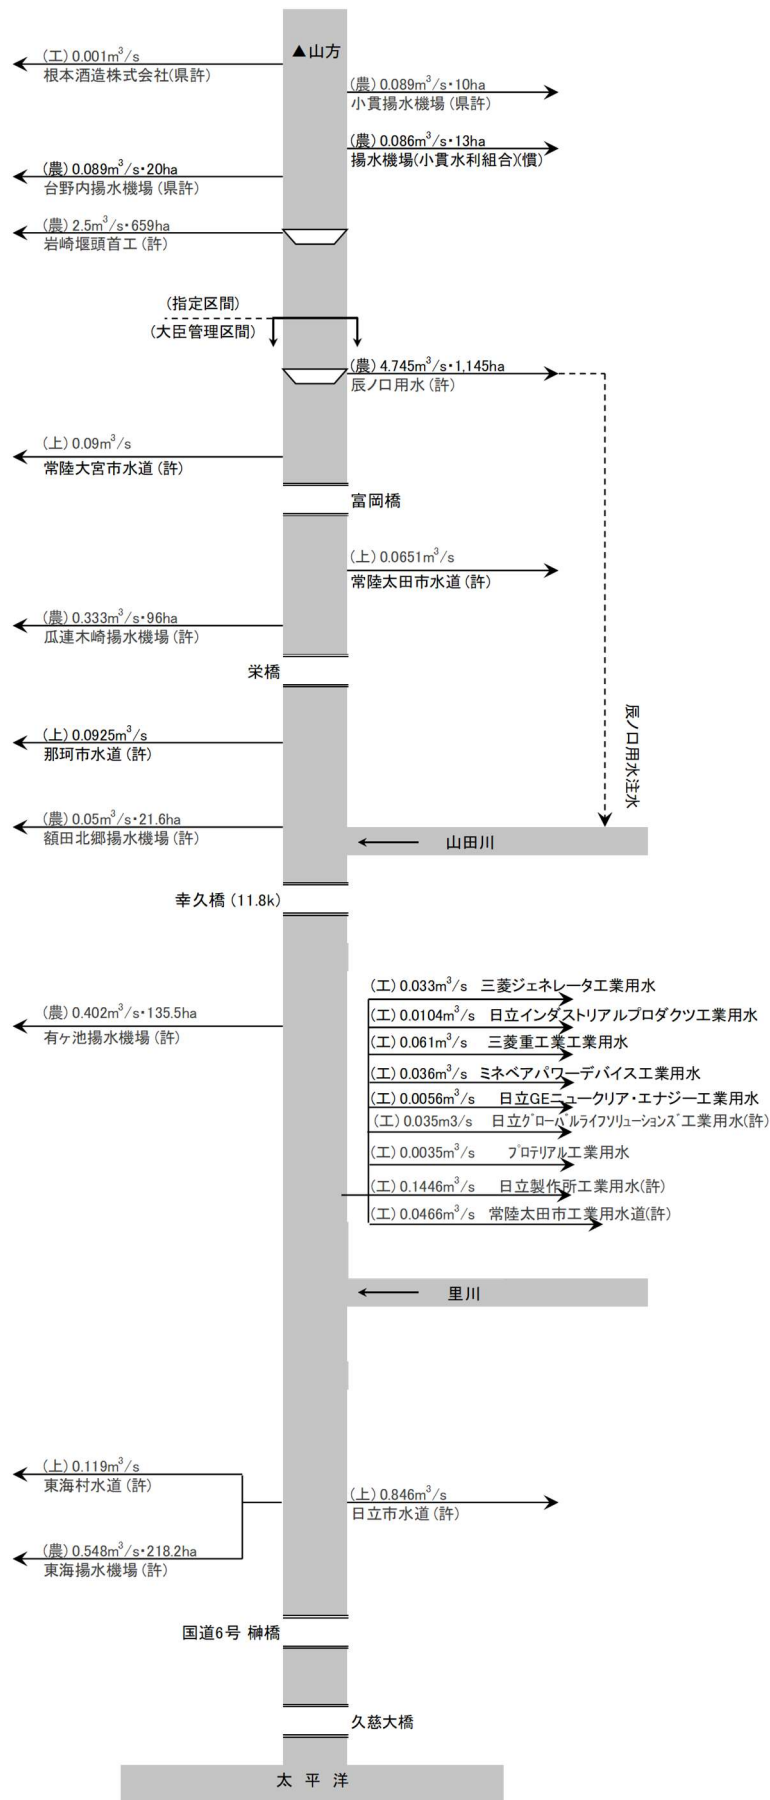 ▲山方
(工) 0.001m³/s
根本酒造株式会社(県許)
(農) 0.089m³/s・10ha
小貫揚水機場 (県許)
(農) 0.086m³/s・13ha
揚水機場(小貫水利組合)(慣)
(農) 0.089m³/s・20ha
台野内揚水機場 (県許)
(農) 2.5m³/s・659ha
岩崎堰頭首工 (許)
(指定区間)
(大臣管理区間)
(農) 4.745m³/s・1,145ha
辰ノ口用水 (許)
(上) 0.09m³/s
常陸大宮市水道 (許)
富岡橋
(上) 0.0651m³/s
常陸太田市水道 (許)
(農) 0.333m³/s・96ha
瓜連木崎揚水機場 (許)
栄橋
辰ノ口用水注水
(上) 0.0925m³/s
那珂市水道 (許)
(農) 0.05m³/s・21.6ha
額田北郷揚水機場 (許)
山田川
幸久橋 (11.8k)
(工) 0.033m³/s 三菱ジェネレータ工業用水
(農) 0.402m³/s・135.5ha
有ヶ池揚水機場 (許)
(工) 0.0104m³/s 日立インダストリアルプロダクツ工業用水
(工) 0.061m³/s 三菱重工業工業用水
(工) 0.036m³/s ミネベアパワーデバイス工業用水
(工) 0.0056m³/s 日立GEニュークリア・エナジー工業用水
(工) 0.035m3/s 日立グローバルライフソリューションズ工業用水(許)
(工) 0.0035m³/s プロテリアル工業用水
(工) 0.1446m³/s 日立製作所工業用水(許)
(工) 0.0466m³/s 常陸太田市工業用水道(許)
里川
(上) 0.119m³/s
東海村水道 (許)
(上) 0.846m³/s
日立市水道 (許)
(農) 0.548m³/s・218.2ha
東海揚水機場 (許)
国道6号 榊橋
久慈大橋
太 平 洋